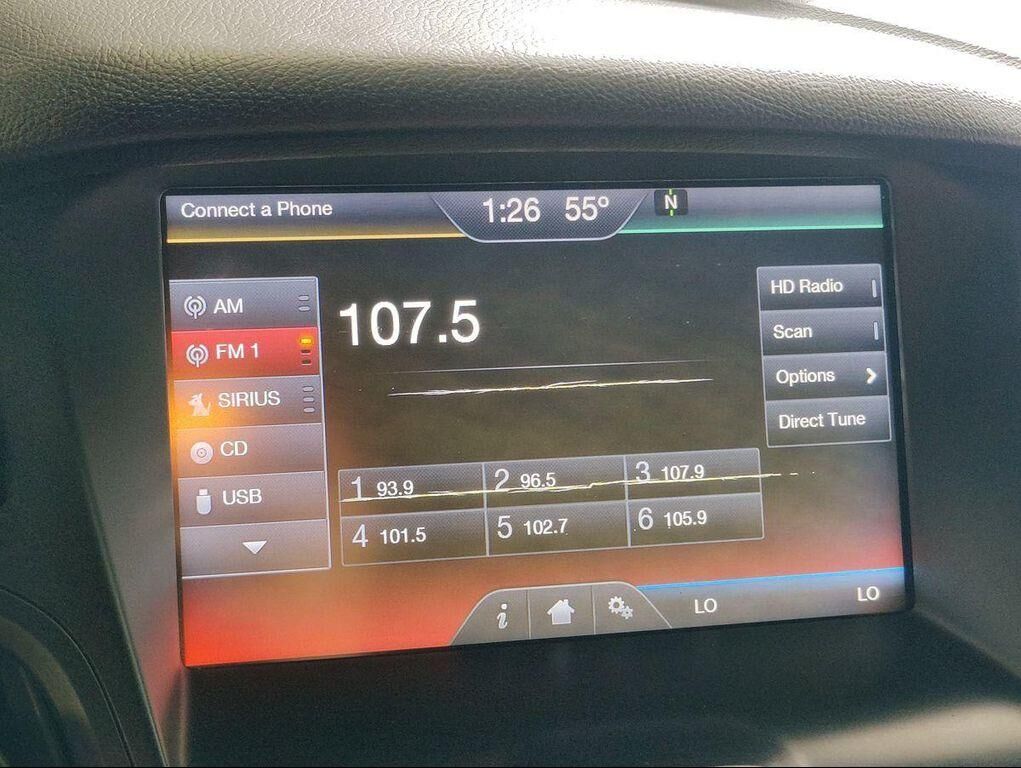 Connect a Phone
1:26 55°
N
AM
FM 1
SIRIUS
CD
USB
107.5
HD Radio
Scan
Options
Direct Tune
1 93.9
2 96.5
3 107.9
4 101.5
5 102.7
6 105.9
i
LO
LO